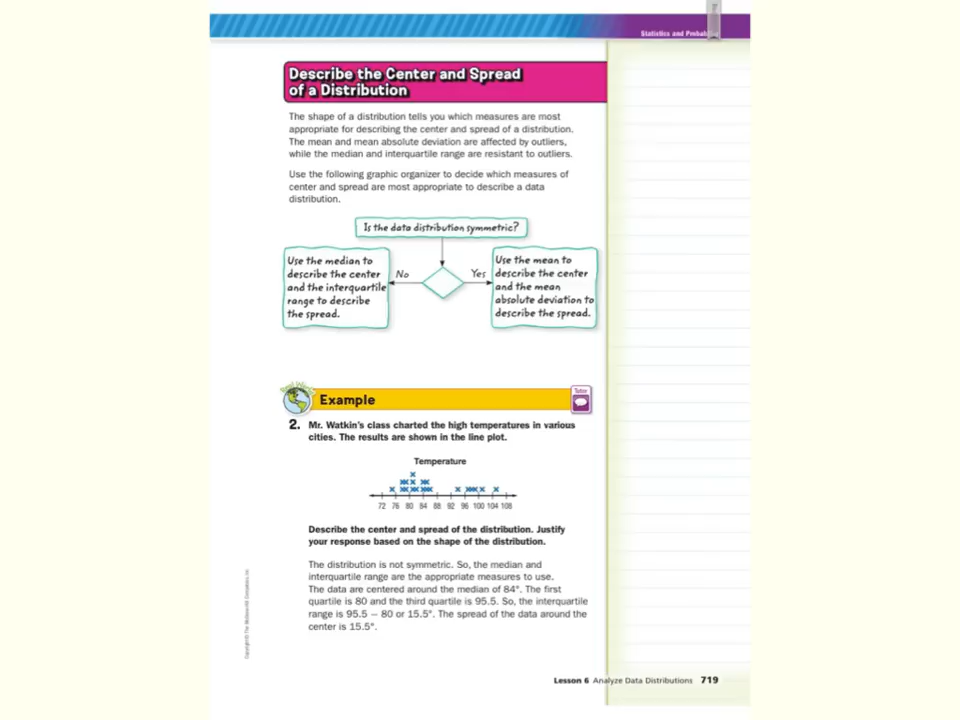 Statistics and Probability
Describe the Center and Spread
of a Distribution
The shape of a distribution tells you which measures are most
appropriate for describing the center and spread of a distribution.
The mean and mean absolute deviation are affected by outliers,
while the median and interquartile range are resistant to outliers.
Use the following graphic organizer to decide which measures of
center and spread are most appropriate to describe a data
distribution.
Is the data distribution symmetric?
Use the median to
describe the center
and the interquartile
range to describe
the spread.
No
Yes
Use the mean to
describe the center
and the mean
absolute deviation to
describe the spread.
Real World
Example
Tutor
2. Mr. Watkin's class charted the high temperatures in various
cities. The results are shown in the line plot.
Temperature
72 76 80 84 88 92 96 100 104 108
Describe the center and spread of the distribution. Justify
your response based on the shape of the distribution.
The distribution is not symmetric. So, the median and
interquartile range are the appropriate measures to use.
The data are centered around the median of 84°. The first
quartile is 80 and the third quartile is 95.5. So, the interquartile
range is 95.5 − 80 or 15.5°. The spread of the data around the
center is 15.5°.
Copyright © The McGraw-Hill Companies, Inc.
Lesson 6 Analyze Data Distributions 719